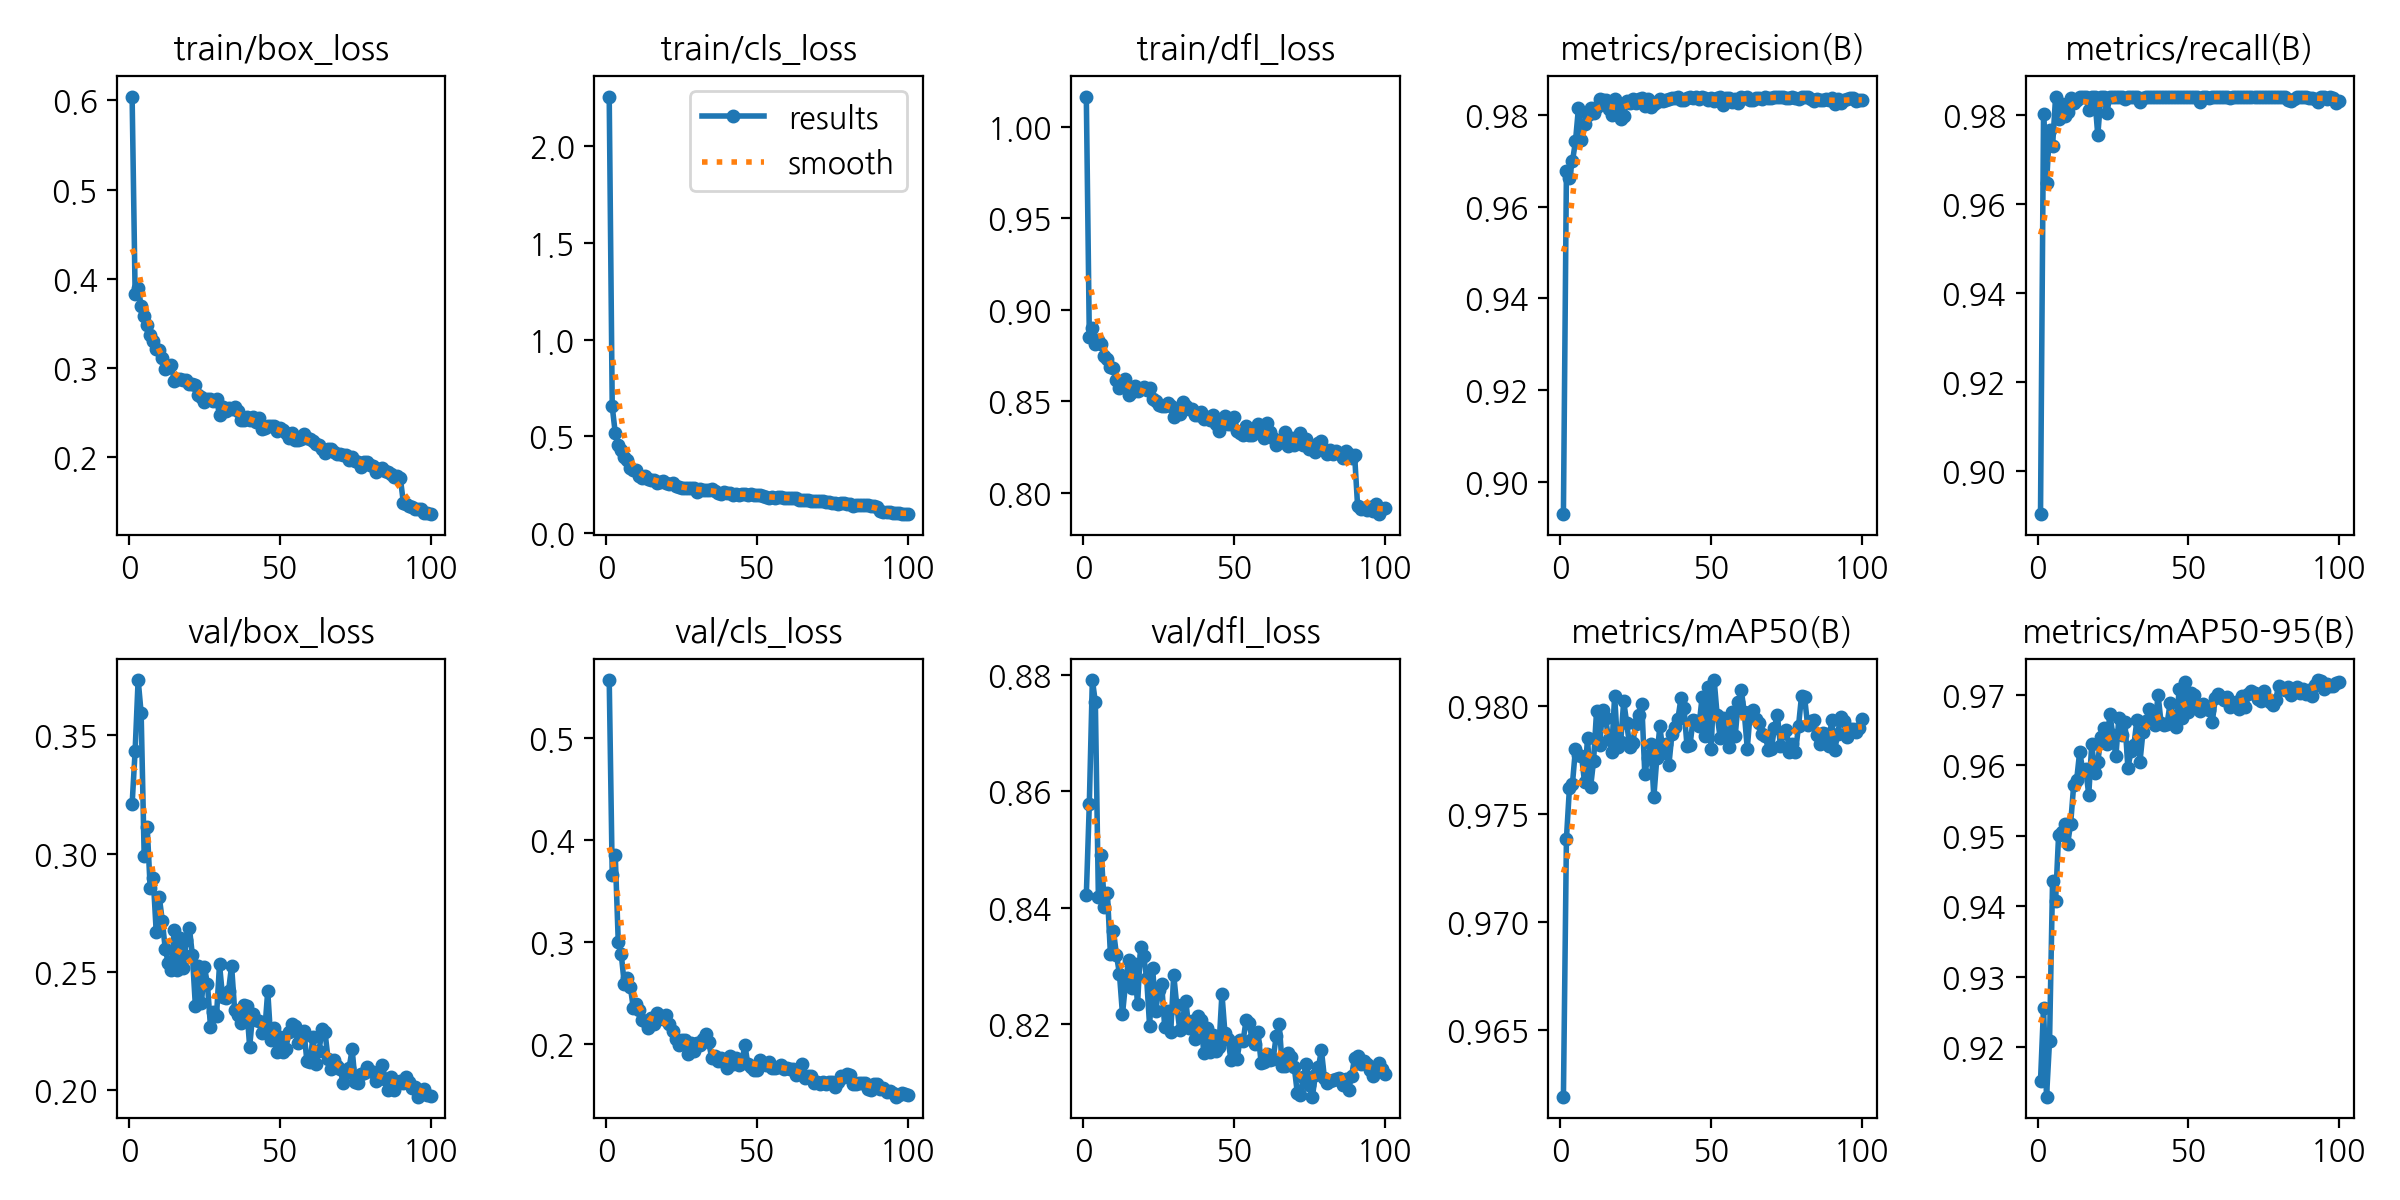 train/box_loss
0.6
0.5
0.4
0.3
0.2
0 50 100
train/cls_loss
results
smooth
2.0
1.5
1.0
0.5
0.0
0 50 100
train/dfl_loss
1.00
0.95
0.90
0.85
0.80
0 50 100
metrics/precision(B)
0.98
0.96
0.94
0.92
0.90
0 50 100
metrics/recall(B)
0.98
0.96
0.94
0.92
0.90
0 50 100
val/box_loss
0.35
0.30
0.25
0.20
0 50 100
val/cls_loss
0.5
0.4
0.3
0.2
0 50 100
val/dfl_loss
0.88
0.86
0.84
0.82
0 50 100
metrics/mAP50(B)
0.980
0.975
0.970
0.965
0 50 100
metrics/mAP50-95(B)
0.97
0.96
0.95
0.94
0.93
0.92
0 50 100